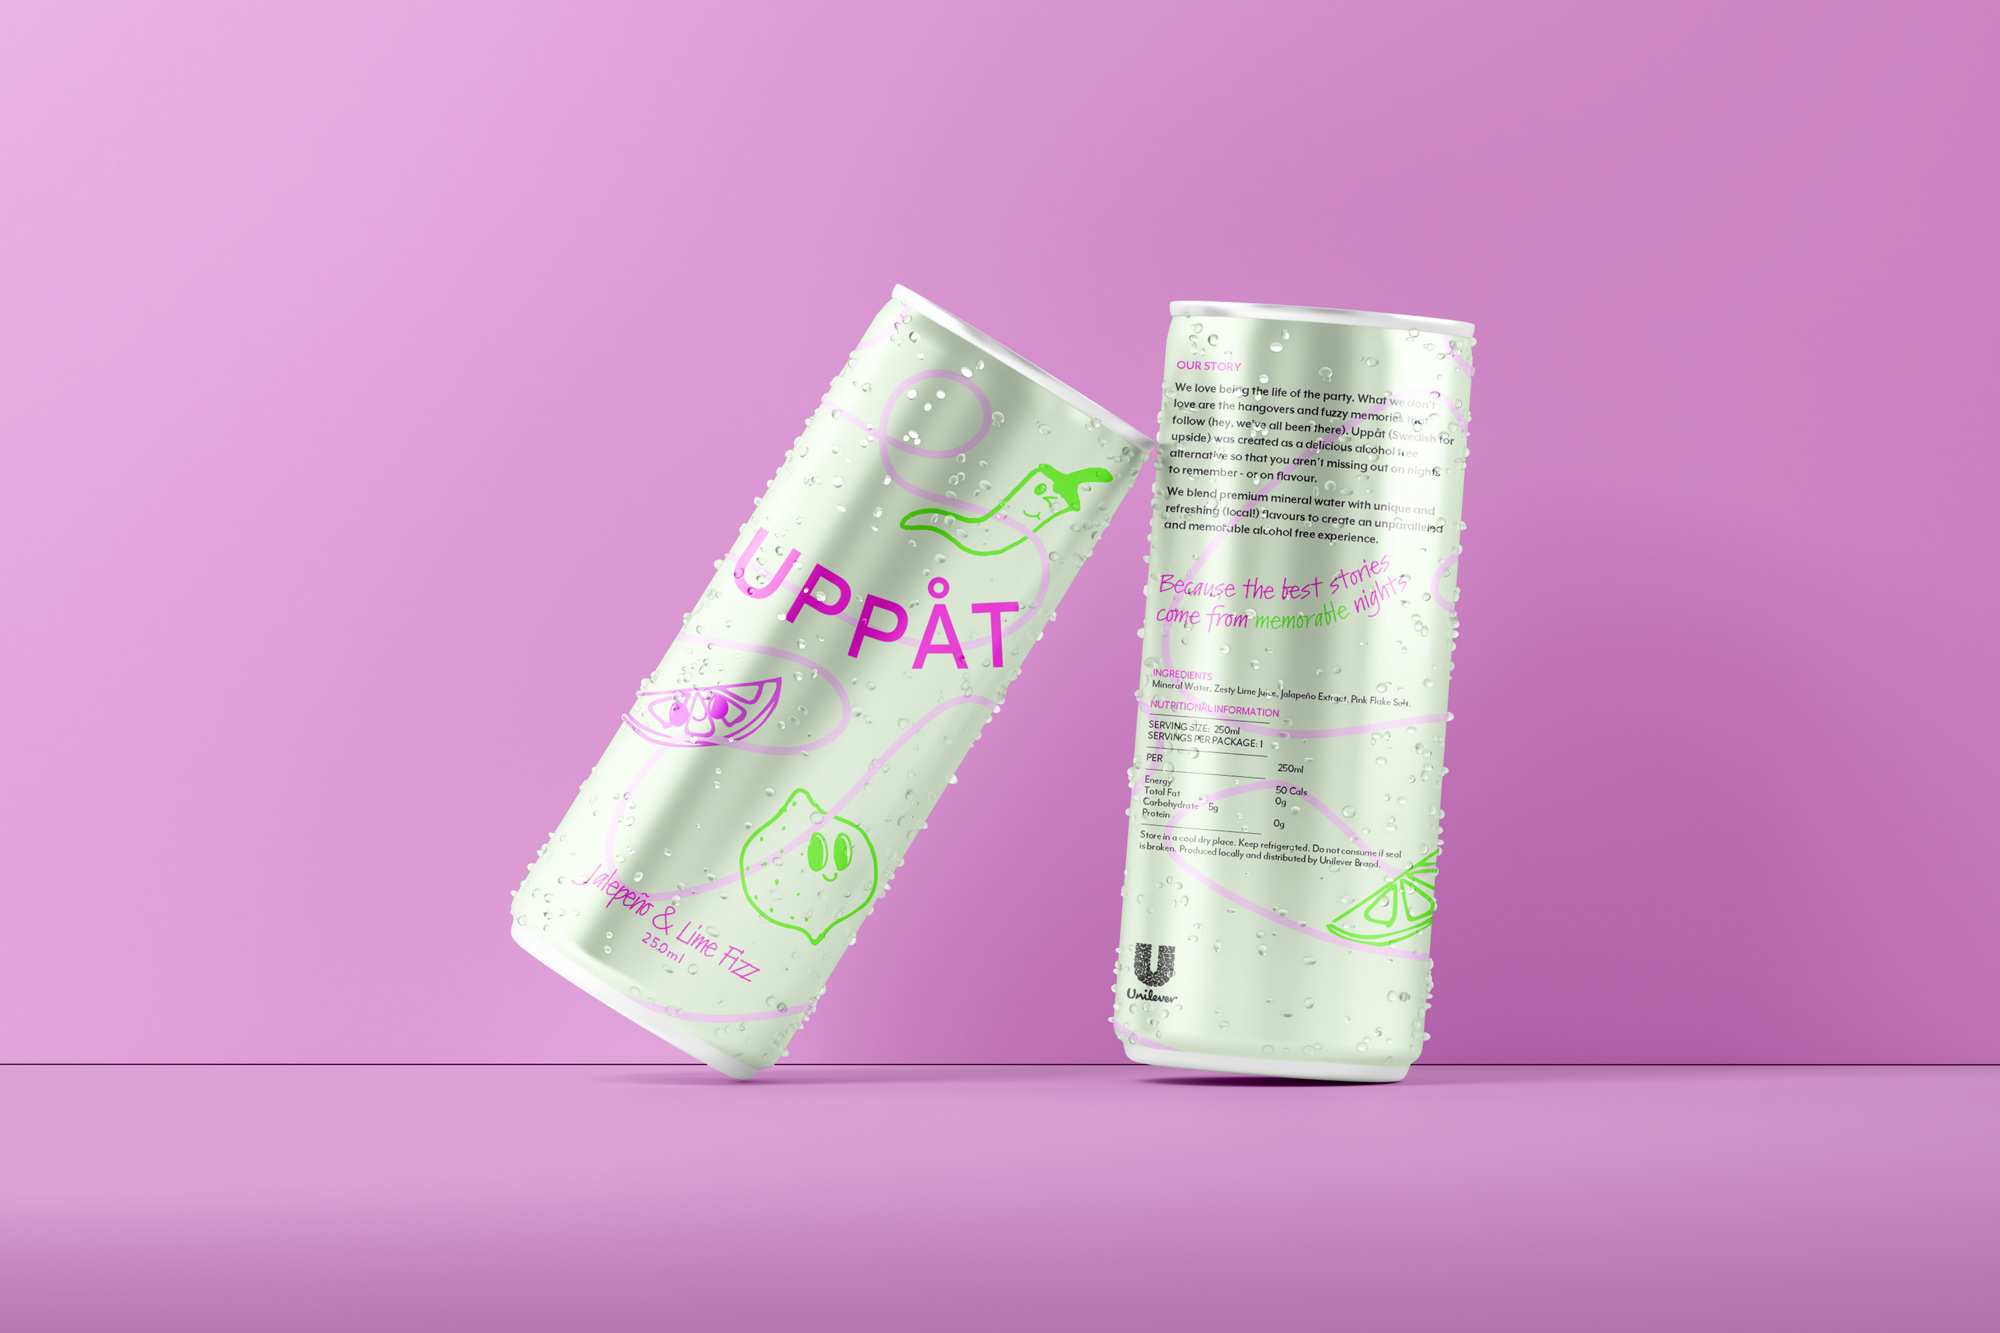 UPPÅT
Jalepeño & Lime Fizz
250ml
OUR STORY
We love being the life of the party. What we don't
love are the hangovers and fuzzy memories that
follow (hey, we've all been there). Uppåt (Swedish for
upside) was created as a delicious alcohol free
alternative so that you aren't missing out on nights
to remember - or on flavour.
We blend premium mineral water with unique and
refreshing (local!) flavours to create an unparalleled
and memorable alcohol free experience.
Because the best stories
come from memorable nights
INGREDIENTS
Mineral Water, Zesty Lime Juice, Jalapeño Extract, Pink Flake Salt.
NUTRITIONAL INFORMATION
SERVING SIZE: 250ml
SERVINGS PER PACKAGE: 1
PER 250ml
Energy 50 Cals
Total Fat 0g
Carbohydrate 5g
Protein 0g
Store in a cool dry place. Keep refrigerated. Do not consume if seal
is broken. Produced locally and distributed by Unilever Brand.
Unilever